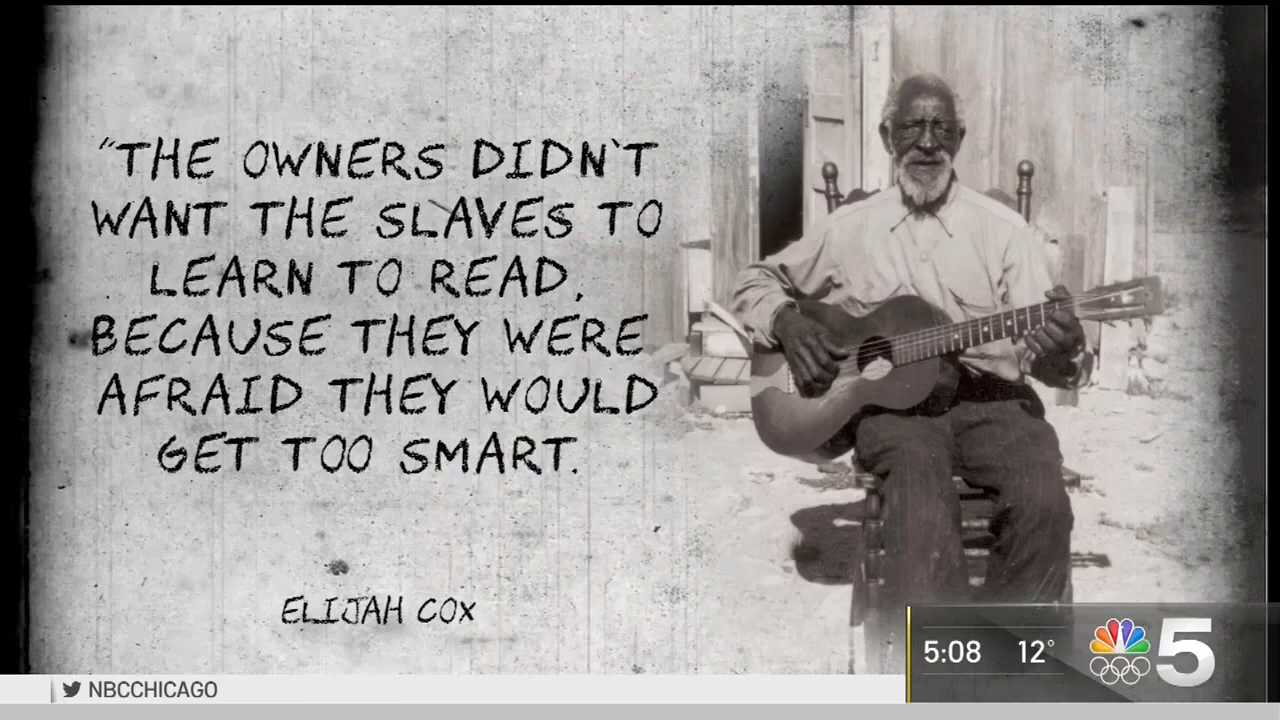 “THE OWNERS DIDN'T
WANT THE SLAVES TO
LEARN TO READ,
BECAUSE THEY WERE
AFRAID THEY WOULD
GET TOO SMART.
ELIJAH COX
5:08 12° 5
NBCCHICAGO